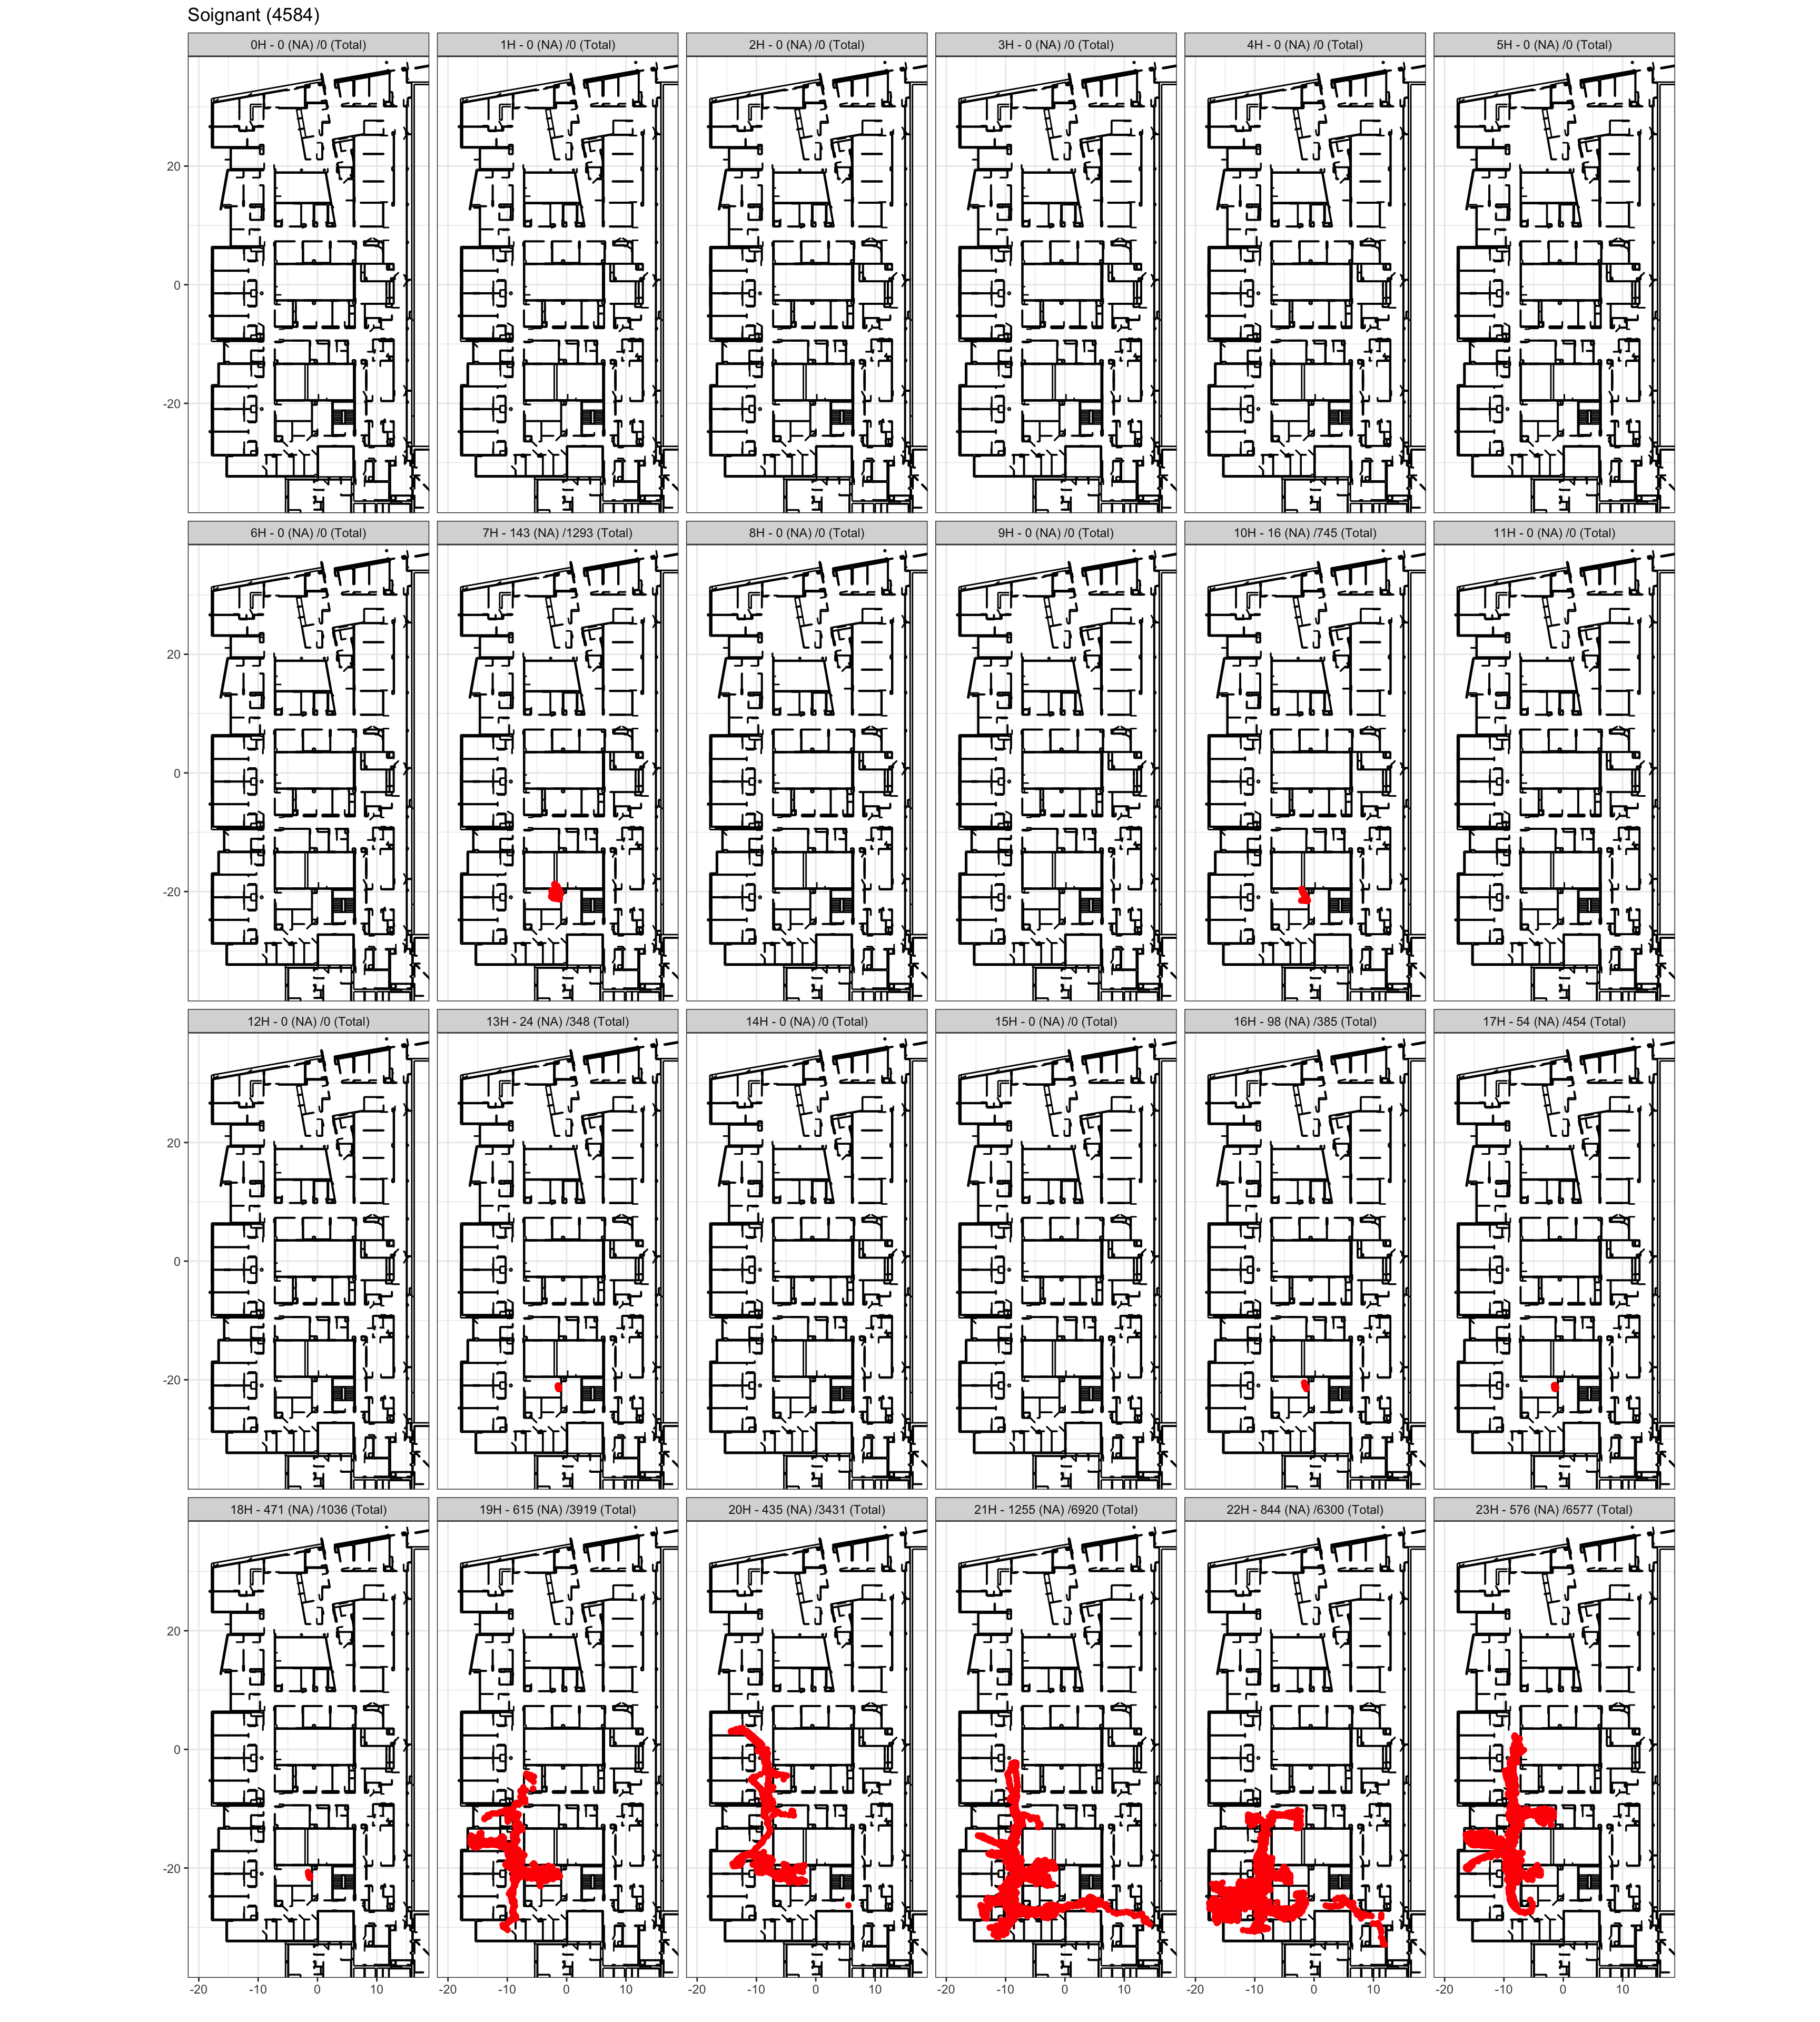 Soignant (4584)
0H - 0 (NA) /0 (Total) 1H - 0 (NA) /0 (Total) 2H - 0 (NA) /0 (Total) 3H - 0 (NA) /0 (Total) 4H - 0 (NA) /0 (Total) 5H - 0 (NA) /0 (Total)
20
0
-20
6H - 0 (NA) /0 (Total) 7H - 143 (NA) /1293 (Total) 8H - 0 (NA) /0 (Total) 9H - 0 (NA) /0 (Total) 10H - 16 (NA) /745 (Total) 11H - 0 (NA) /0 (Total)
20
0
-20
12H - 0 (NA) /0 (Total) 13H - 24 (NA) /348 (Total) 14H - 0 (NA) /0 (Total) 15H - 0 (NA) /0 (Total) 16H - 98 (NA) /385 (Total) 17H - 54 (NA) /454 (Total)
20
0
-20
18H - 471 (NA) /1036 (Total) 19H - 615 (NA) /3919 (Total) 20H - 435 (NA) /3431 (Total) 21H - 1255 (NA) /6920 (Total) 22H - 844 (NA) /6300 (Total) 23H - 576 (NA) /6577 (Total)
20
0
-20
-20 -10 0 10 -20 -10 0 10 -20 -10 0 10 -20 -10 0 10 -20 -10 0 10 -20 -10 0 10